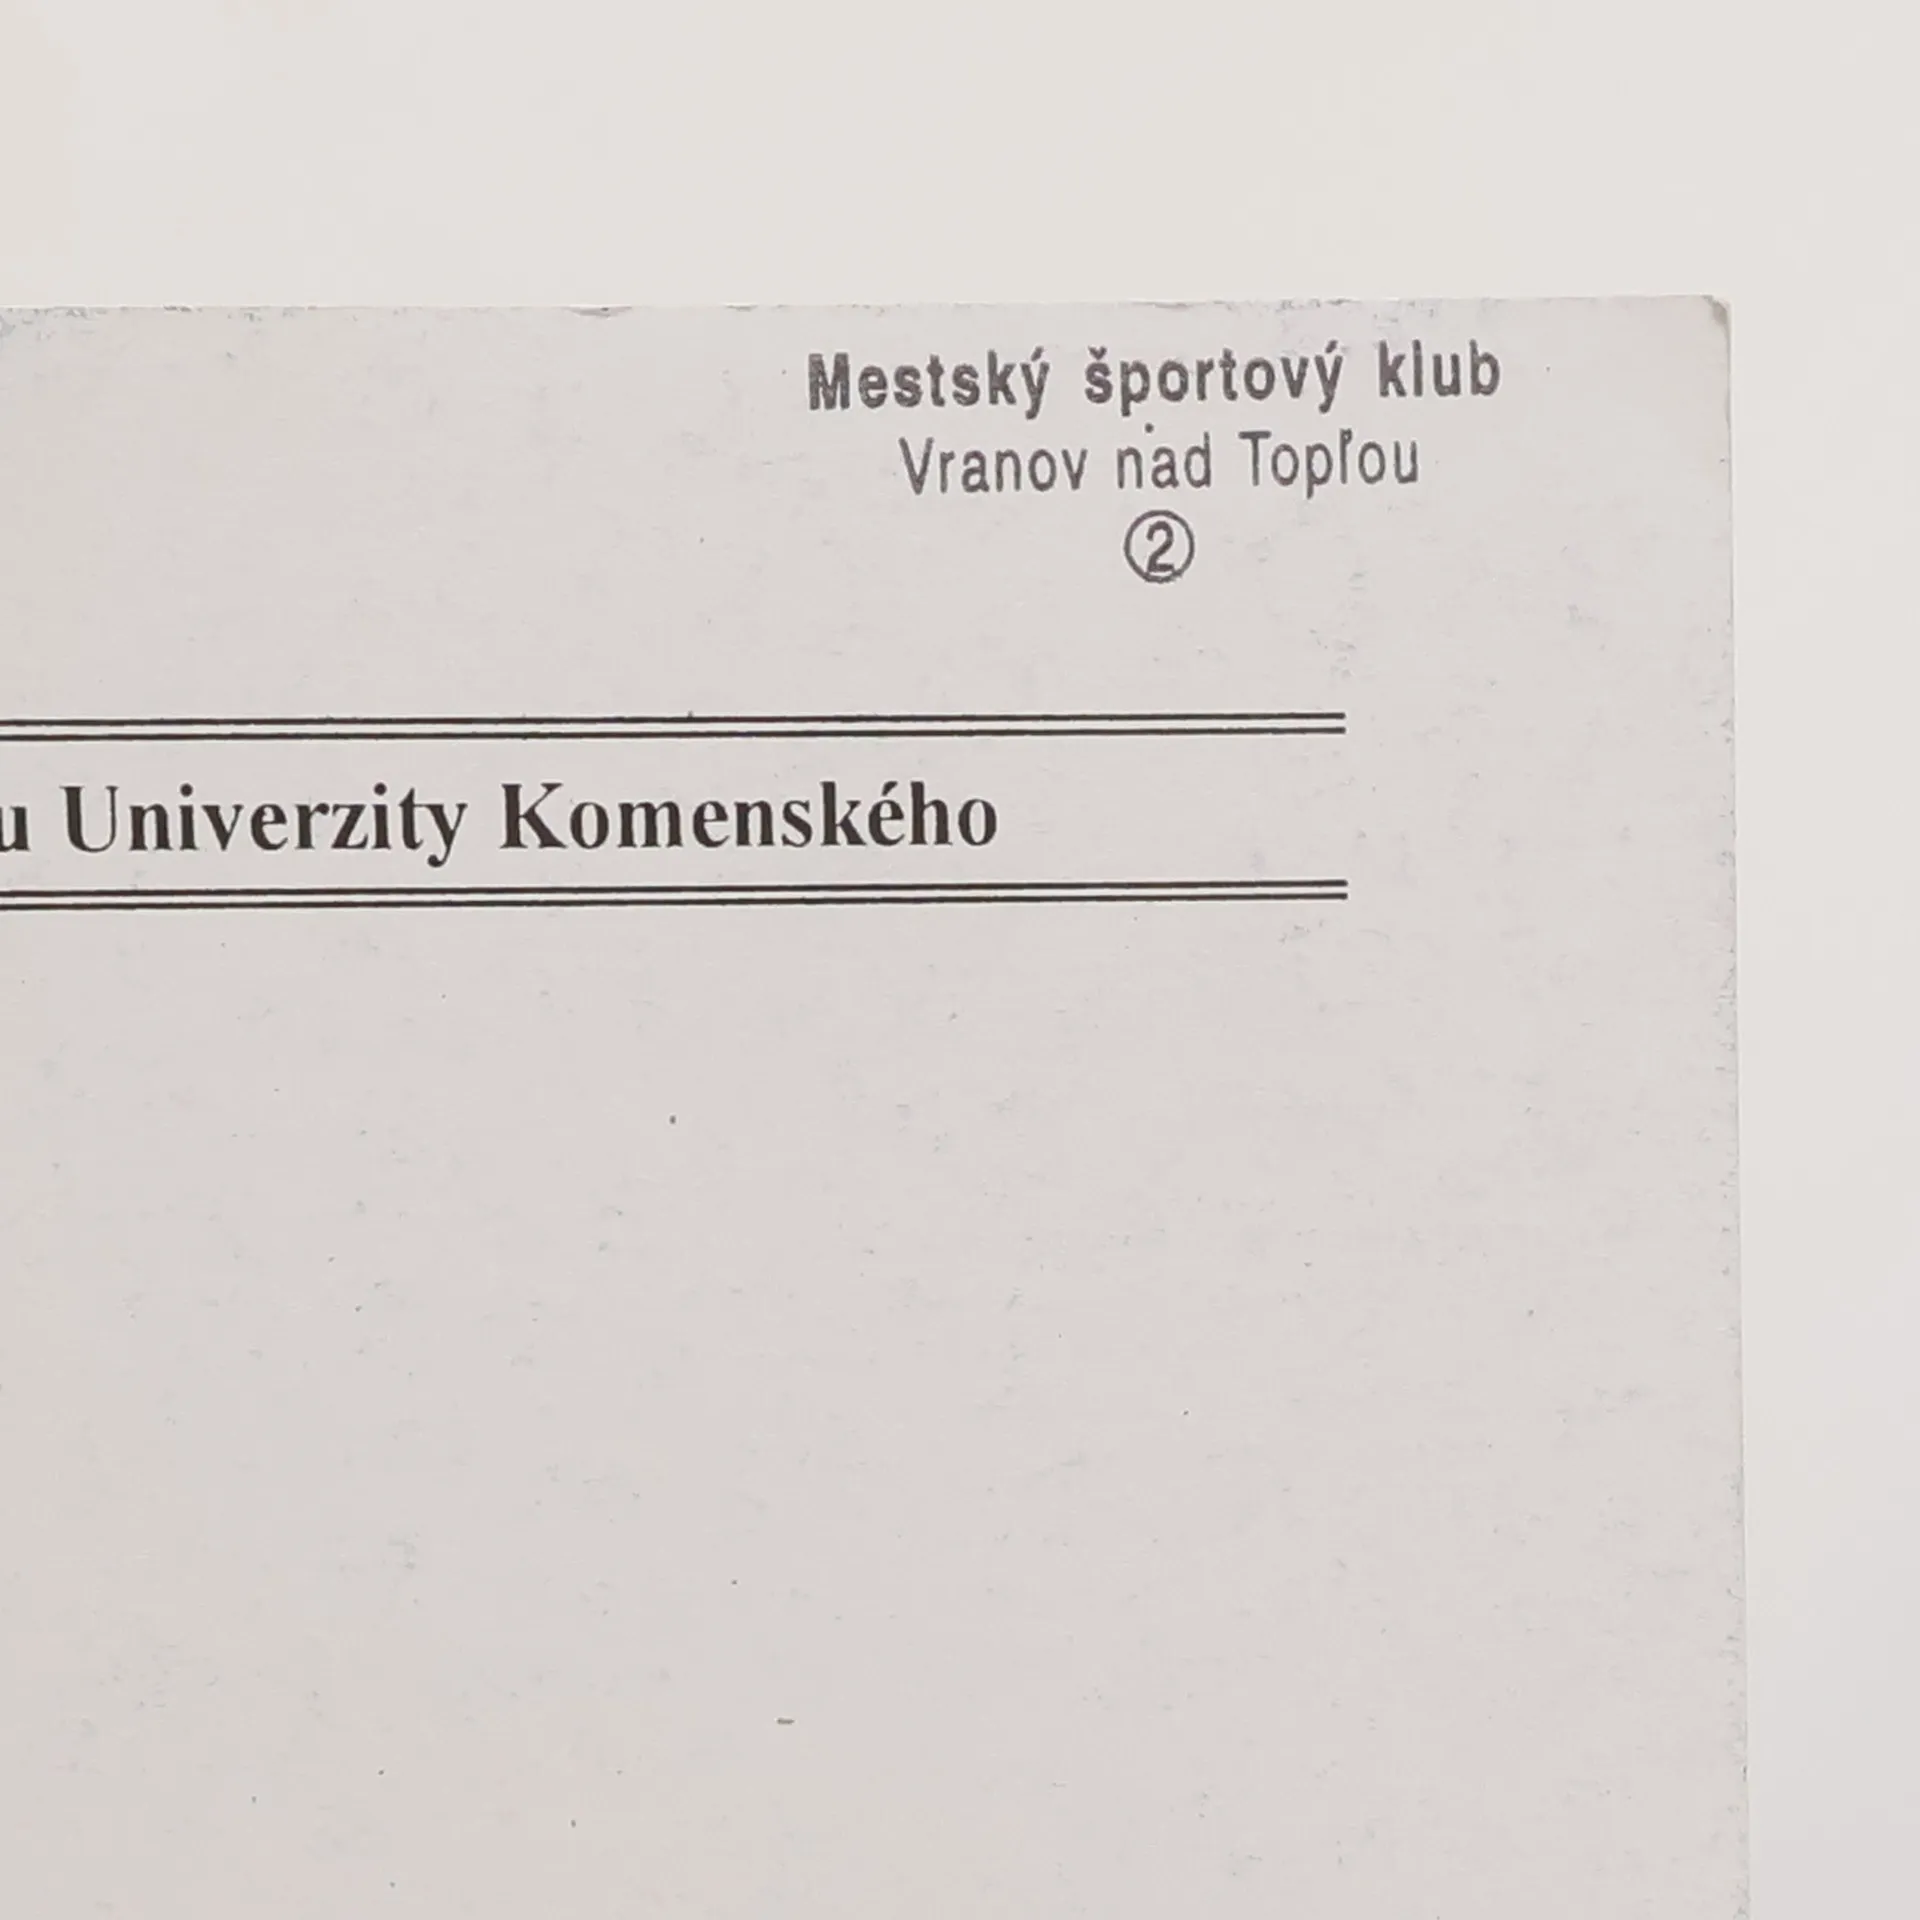 Mestský športový klub
Vranov nad Topľou
②
u Univerzity Komenského